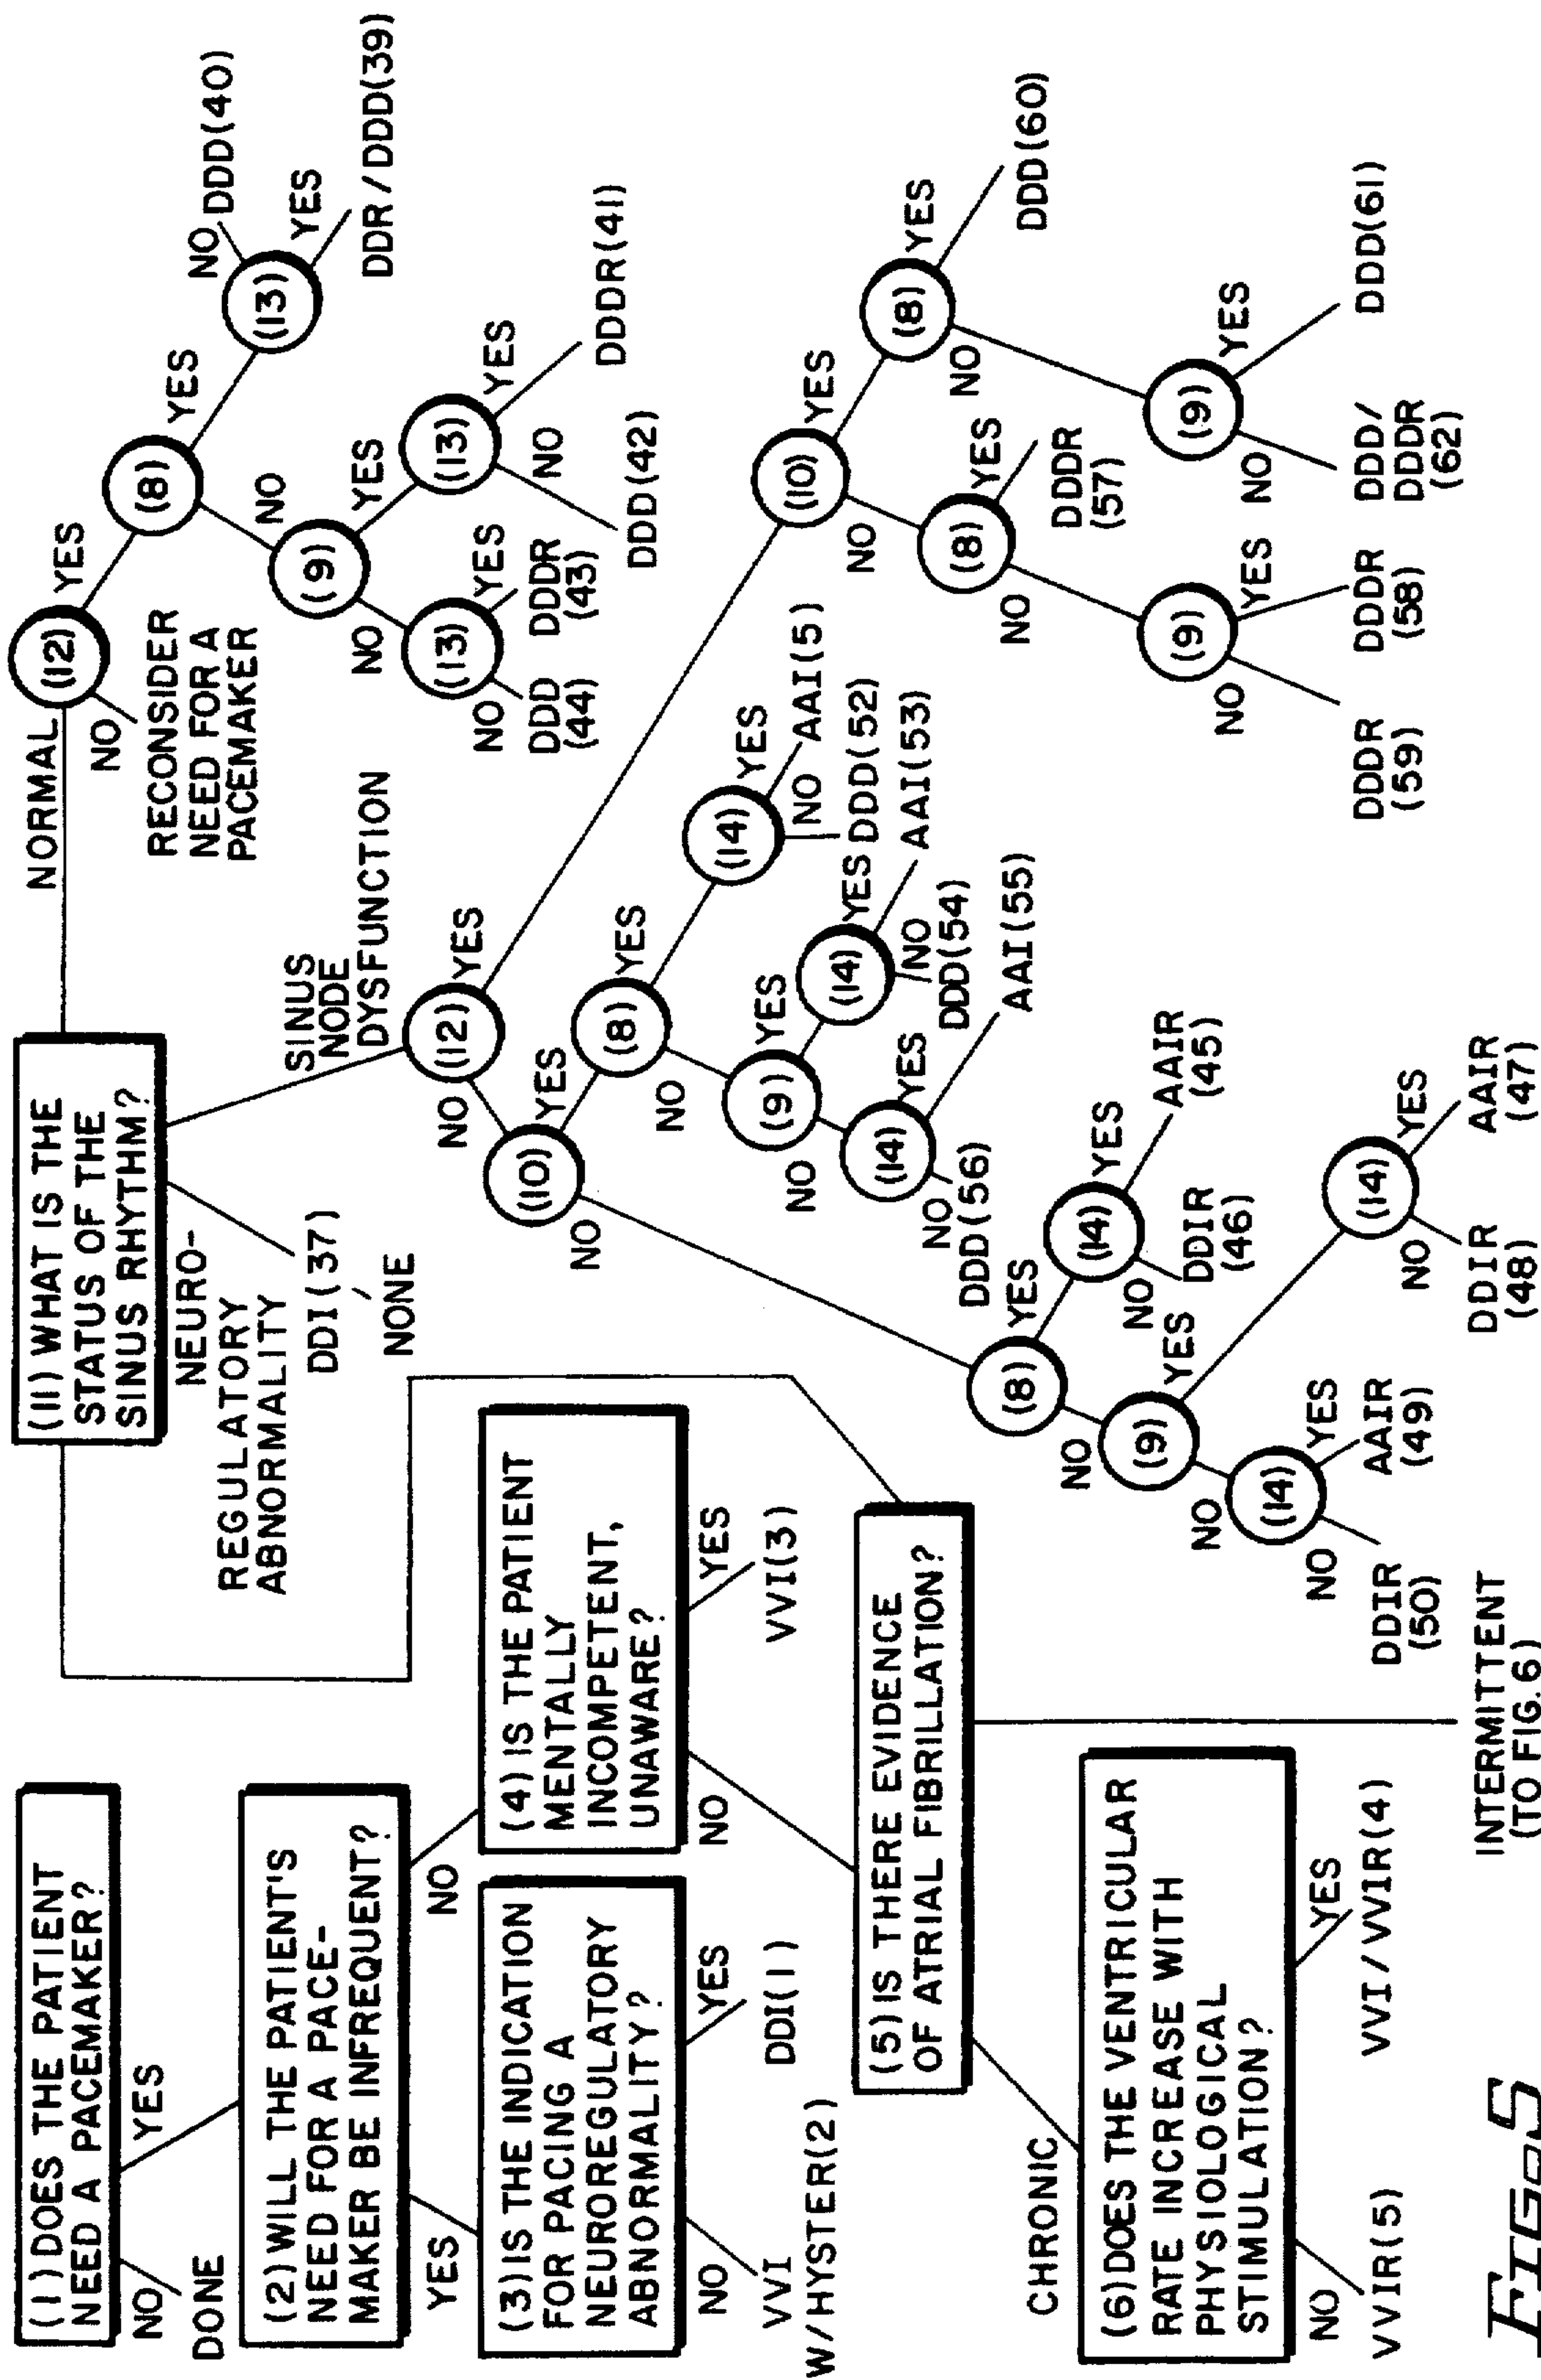 (1) DOES THE PATIENT
NEED A PACEMAKER?
NO
YES
DONE
(2) WILL THE PATIENT'S
NEED FOR A PACE-
MAKER BE INFREQUENT?
YES
NO
(3) IS THE INDICATION
FOR PACING A
NEUROREGULATORY
ABNORMALITY?
NO
YES
VVI
W/HYSTER(2)
DDI(1)
(4) IS THE PATIENT
MENTALLY
INCOMPETENT,
UNAWARE?
NO
YES
VVI(3)
(5) IS THERE EVIDENCE
OF ATRIAL FIBRILLATION?
CHRONIC
INTERMITTENT
(TO FIG. 6)
(6) DOES THE VENTRICULAR
RATE INCREASE WITH
PHYSIOLOGICAL
STIMULATION?
NO
YES
VVIR(5)
VVI/VVIR(4)
(11) WHAT IS THE
STATUS OF THE
SINUS RHYTHM?
NEURO-
REGULATORY
ABNORMALITY
DDI(37)
NONE
SINUS
NODE
DYSFUNCTION
NORMAL
(12)
NO
YES
RECONSIDER
NEED FOR A
PACEMAKER
(8)
YES
NO
(13)
NO
DDD(40)
YES
DDR/DDD(39)
(9)
NO
YES
(13)
YES
DDDR(41)
NO
DDD(42)
(13)
NO
YES
DDD
(44)
DDDR
(43)
(12)
NO
YES
(10)
YES
NO
(8)
YES
NO
(14)
YES
AAI(5)
NO
DDD(52)
(9)
YES
NO
(14)
YES
AAI(53)
NO
DDD(54)
(14)
YES
AAI(55)
NO
DDD(56)
(8)
YES
NO
(14)
YES
AAIR
(45)
NO
DDIR
(46)
(9)
YES
NO
(14)
YES
AAIR
(47)
NO
DDIR
(48)
(14)
YES
AAIR
(49)
NO
DDIR
(50)
(10)
YES
NO
(8)
YES
DDD(60)
NO
(9)
YES
DDD(61)
NO
DDD/
DDDR
(62)
(8)
YES
DDDR
(57)
NO
(9)
YES
DDDR
(58)
NO
DDDR
(59)
FIG. 5